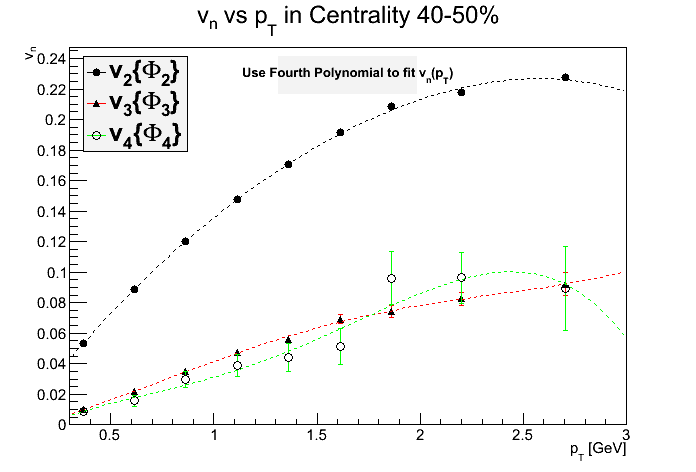 vn vs pT in Centrality 40-50%
vn
0.24
0.22
0.2
0.18
0.16
0.14
0.12
0.1
0.08
0.06
0.04
0.02
0
v2{Φ2}
v3{Φ3}
v4{Φ4}
Use Fourth Polynomial to fit vn(pT)
0.5 1 1.5 2 2.5 3
pT [GeV]